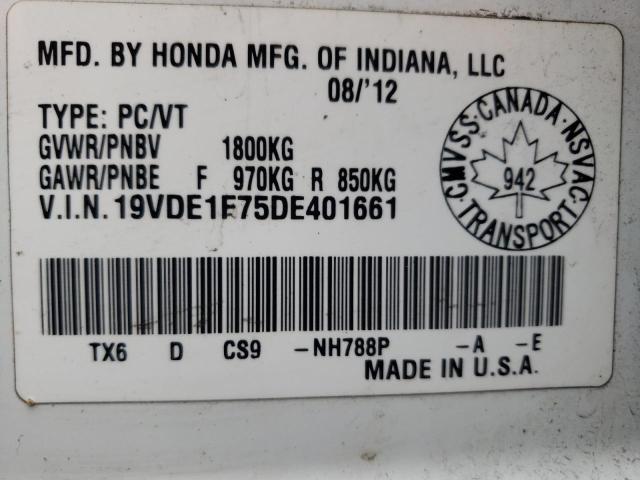 MFD. BY HONDA MFG. OF INDIANA, LLC
08/'12
TYPE: PC/VT
GVWR/PNBV 1800KG
GAWR/PNBE F 970KG R 850KG
V.I.N. 19VDE1F75DE401661
CMVSS · CANADA · NSVAC · TRANSPORT ·
942
TX6 D CS9 -NH788P -A -E
MADE IN U.S.A.